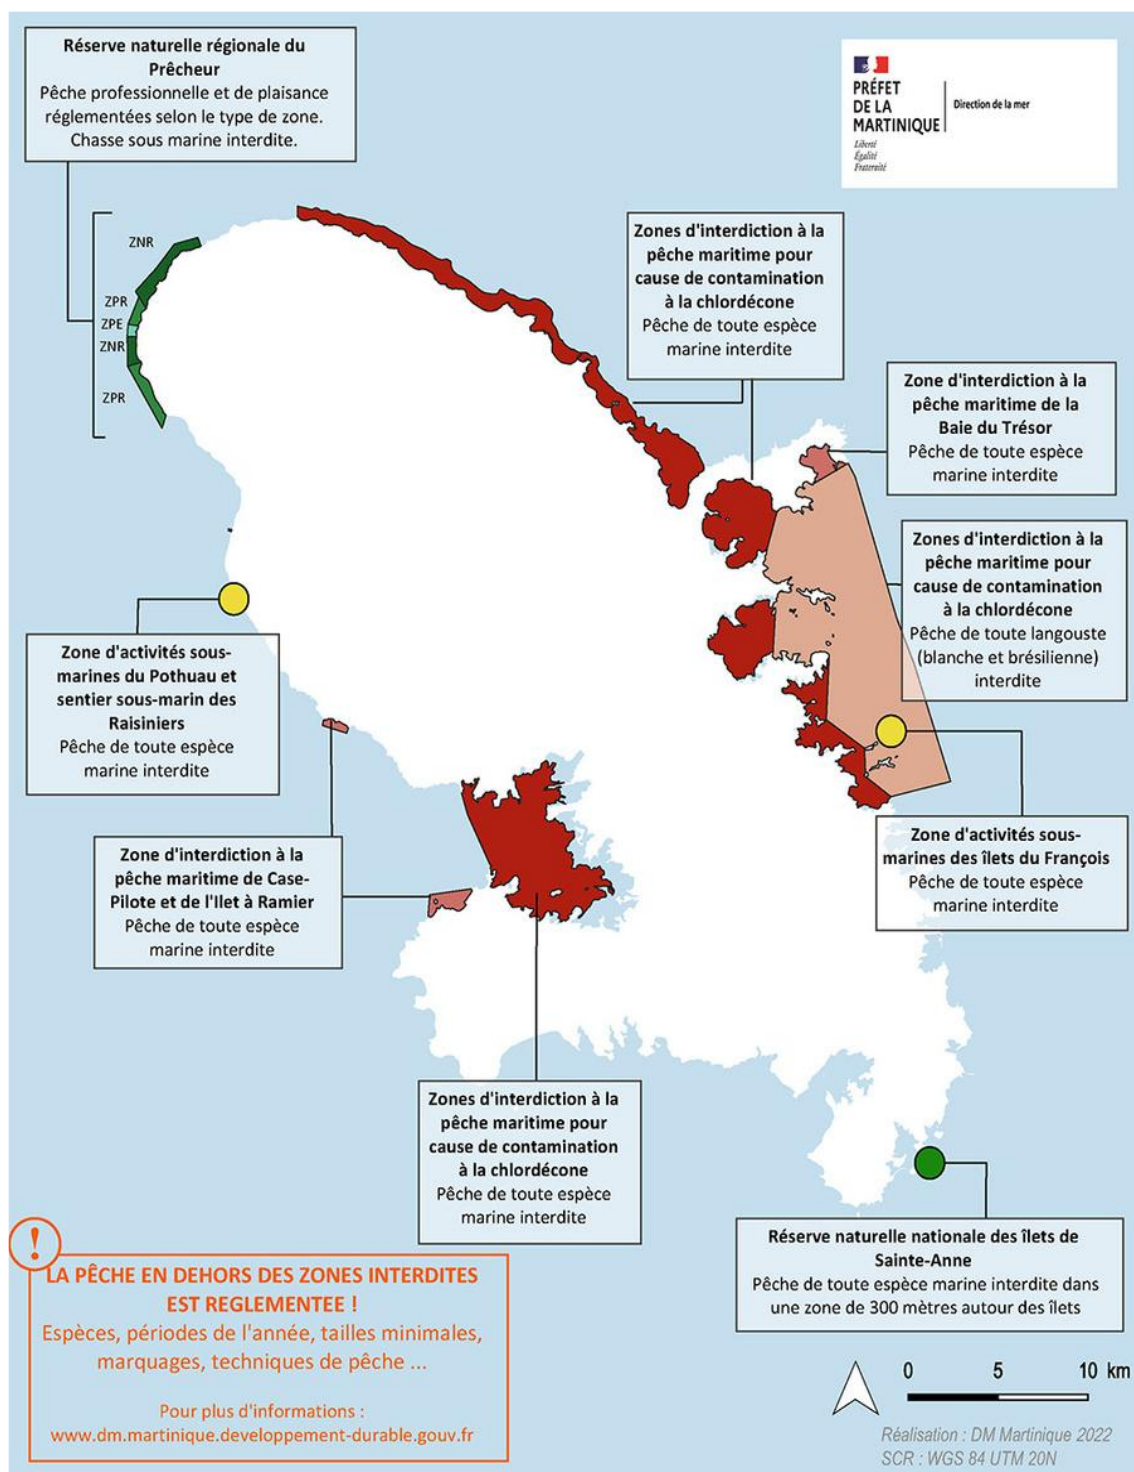 Réserve naturelle régionale du
Prêcheur
Pêche professionnelle et de plaisance
réglementées selon le type de zone.
Chasse sous marine interdite.
PRÉFET
DE LA
MARTINIQUE
Liberté
Égalité
Fraternité
Direction de la mer
ZNR
ZPR
ZPE
ZNR
ZPR
Zones d'interdiction à la
pêche maritime pour
cause de contamination
à la chlordécone
Pêche de toute espèce
marine interdite
Zone d'interdiction à la
pêche maritime de la
Baie du Trésor
Pêche de toute espèce
marine interdite
Zones d'interdiction à la
pêche maritime pour
cause de contamination
à la chlordécone
Pêche de toute langouste
(blanche et brésilienne)
interdite
Zone d'activités sous-
marines du Pothuau et
sentier sous-marin des
Raisiniers
Pêche de toute espèce
marine interdite
Zone d'activités sous-
marines des îlets du François
Pêche de toute espèce
marine interdite
Zone d'interdiction à la
pêche maritime de Case-
Pilote et de l'Ilet à Ramier
Pêche de toute espèce
marine interdite
Zones d'interdiction à la
pêche maritime pour
cause de contamination
à la chlordécone
Pêche de toute espèce
marine interdite
Réserve naturelle nationale des îlets de
Sainte-Anne
Pêche de toute espèce marine interdite dans
une zone de 300 mètres autour des îlets
!
LA PÊCHE EN DEHORS DES ZONES INTERDITES
EST REGLEMENTEE !
Espèces, périodes de l'année, tailles minimales,
marquages, techniques de pêche ...
Pour plus d'informations :
www.dm.martinique.developpement-durable.gouv.fr
0 5 10 km
Réalisation : DM Martinique 2022
SCR : WGS 84 UTM 20N